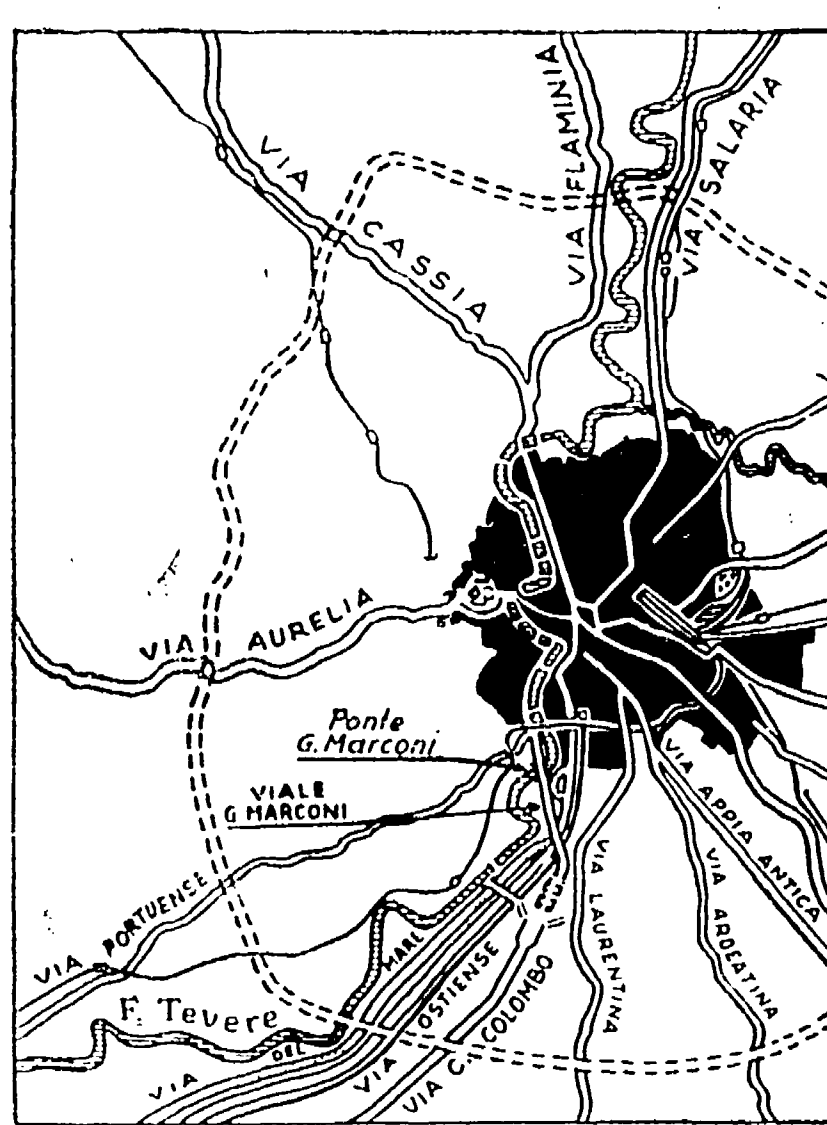 VIA CASSIA
VIA FLAMINIA
VIA SALARIA
VIA AURELIA
Ponte
G. Marconi
VIALE
G. MARCONI
VIA PORTUENSE
F. Tevere
VIA DEL MARE
VIA OSTIENSE
VIA C. COLOMBO
VIA LAURENTINA
VIA ARDEATINA
VIA APPIA ANTICA